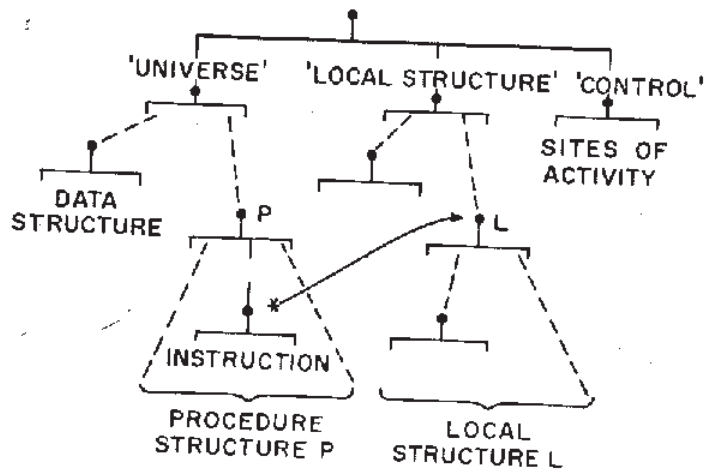 'UNIVERSE' 'LOCAL STRUCTURE' 'CONTROL'
SITES OF
ACTIVITY
DATA
STRUCTURE
P
L
*
INSTRUCTION
PROCEDURE
STRUCTURE P
LOCAL
STRUCTURE L